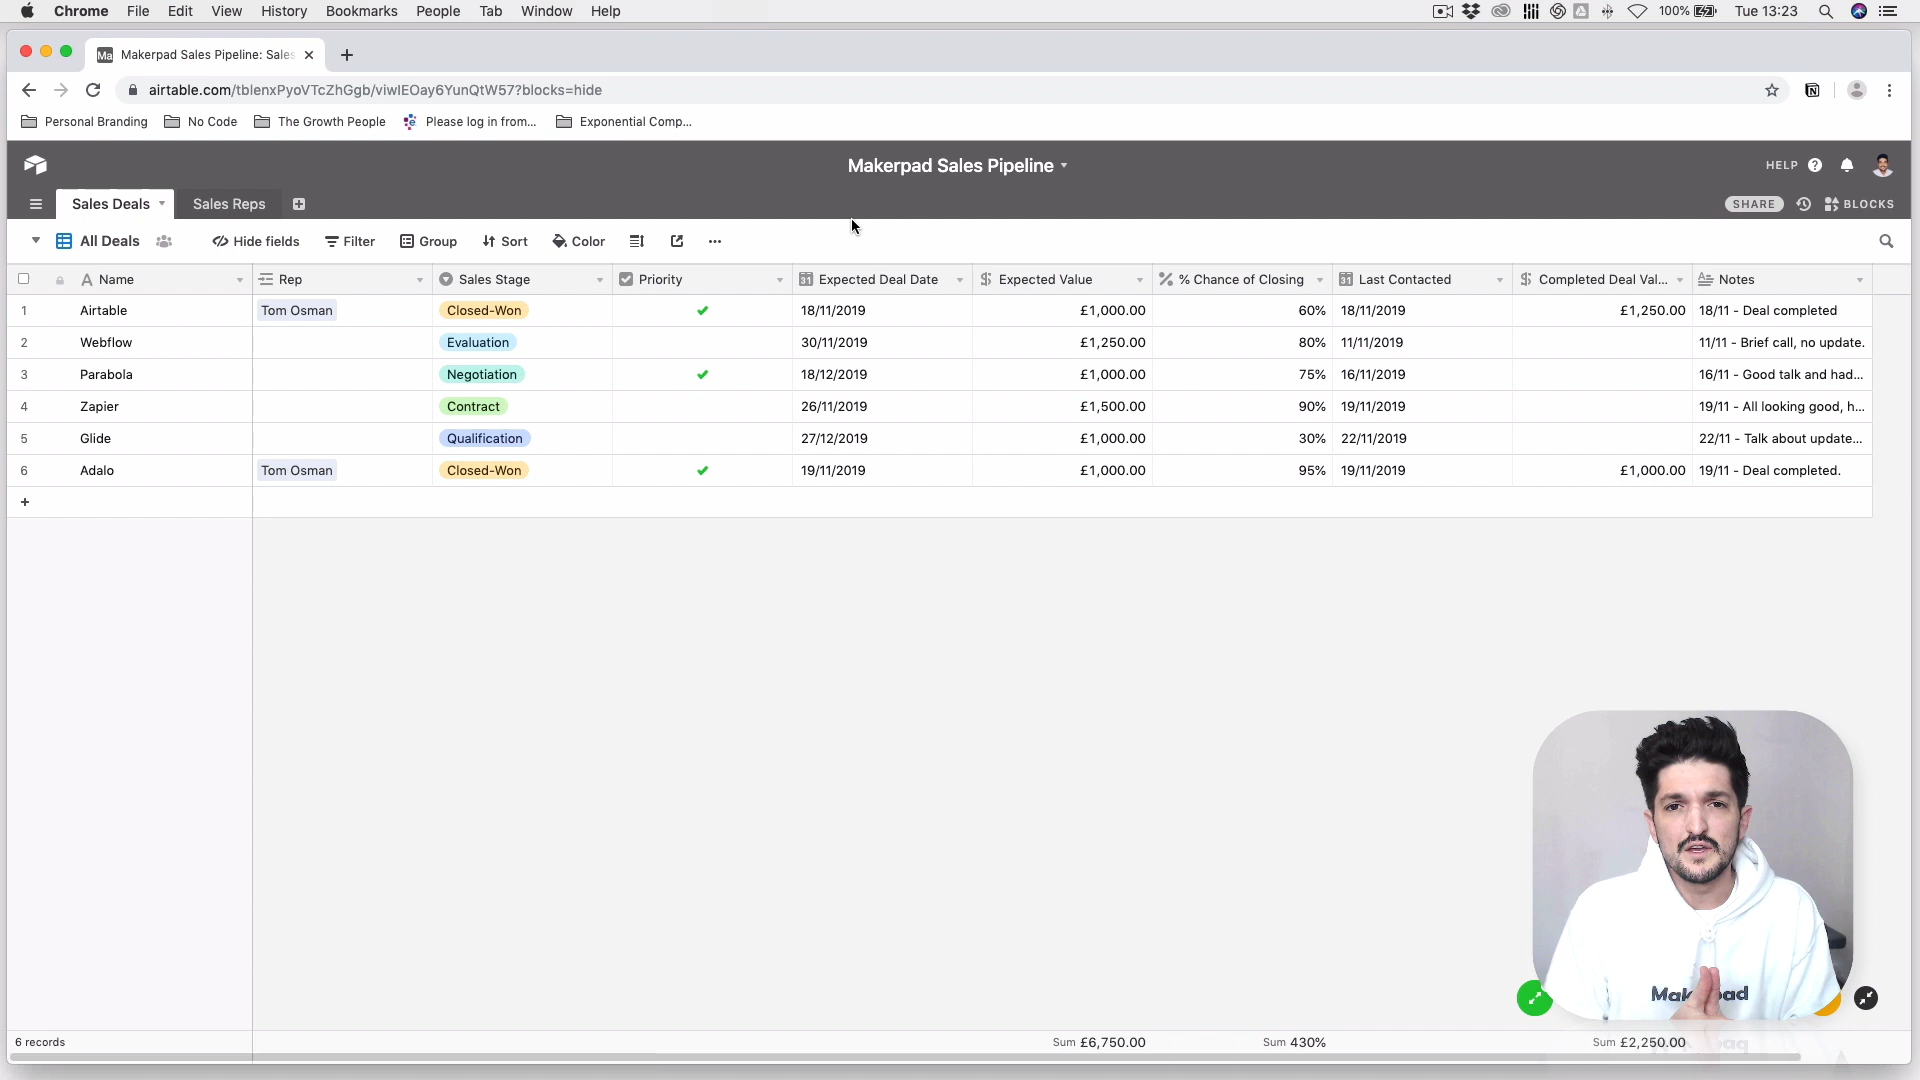 Chrome File Edit View History Bookmarks People Tab Window Help 100% Tue 13:23
Ma Makerpad Sales Pipeline: Sales
airtable.com/tblenxPyoVTcZhGgb/viwIEOay6YunQtW57?blocks=hide
Personal Branding No Code The Growth People Please log in from... Exponential Comp...
Makerpad Sales Pipeline HELP ?
Sales Deals Sales Reps SHARE BLOCKS
All Deals Hide fields Filter Group Sort Color
Name Rep Sales Stage Priority Expected Deal Date Expected Value % Chance of Closing Last Contacted Completed Deal Val... Notes
1 Airtable Tom Osman Closed-Won 18/11/2019 £1,000.00 60% 18/11/2019 £1,250.00 18/11 - Deal completed
2 Webflow Evaluation 30/11/2019 £1,250.00 80% 11/11/2019 11/11 - Brief call, no update.
3 Parabola Negotiation 18/12/2019 £1,000.00 75% 16/11/2019 16/11 - Good talk and had...
4 Zapier Contract 26/11/2019 £1,500.00 90% 19/11/2019 19/11 - All looking good, h...
5 Glide Qualification 27/12/2019 £1,000.00 30% 22/11/2019 22/11 - Talk about update...
6 Adalo Tom Osman Closed-Won 19/11/2019 £1,000.00 95% 19/11/2019 £1,000.00 19/11 - Deal completed.
6 records Sum £6,750.00 Sum 430% Sum £2,250.00